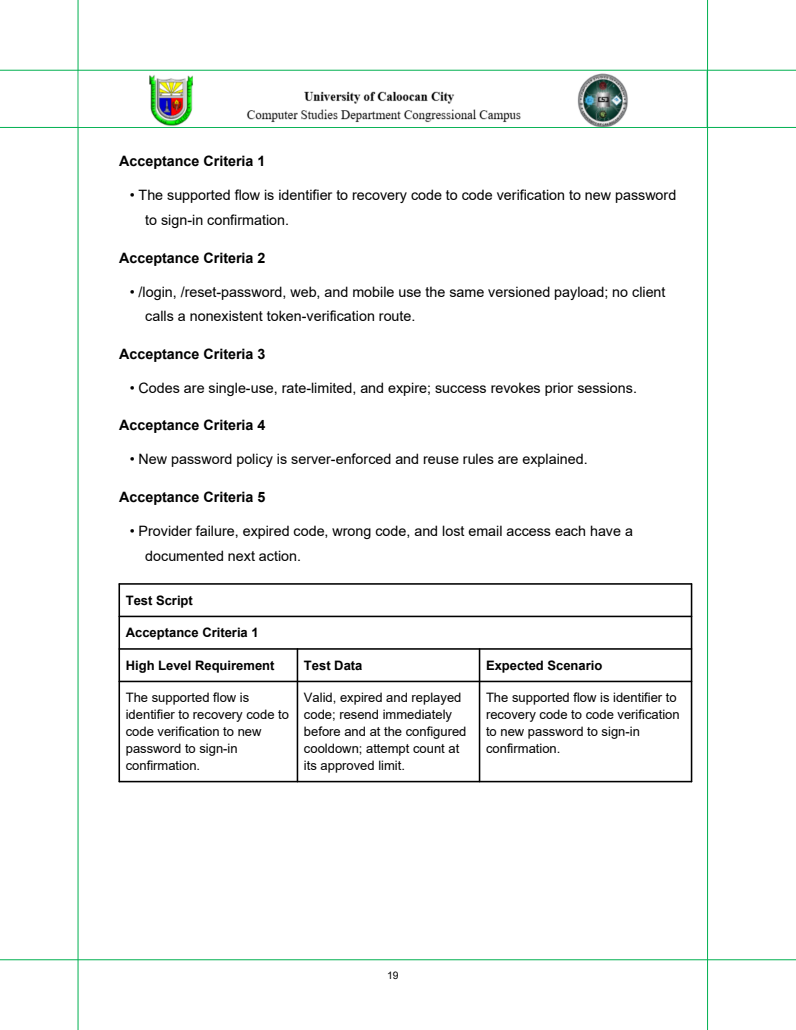 University of Caloocan City
Computer Studies Department Congressional Campus
Acceptance Criteria 1
• The supported flow is identifier to recovery code to code verification to new password
to sign-in confirmation.
Acceptance Criteria 2
• /login, /reset-password, web, and mobile use the same versioned payload; no client
calls a nonexistent token-verification route.
Acceptance Criteria 3
• Codes are single-use, rate-limited, and expire; success revokes prior sessions.
Acceptance Criteria 4
• New password policy is server-enforced and reuse rules are explained.
Acceptance Criteria 5
• Provider failure, expired code, wrong code, and lost email access each have a
documented next action.
Test Script
Acceptance Criteria 1
High Level Requirement
Test Data
Expected Scenario
The supported flow is
identifier to recovery code to
code verification to new
password to sign-in
confirmation.
Valid, expired and replayed
code; resend immediately
before and at the configured
cooldown; attempt count at
its approved limit.
The supported flow is identifier to
recovery code to code verification
to new password to sign-in
confirmation.
19